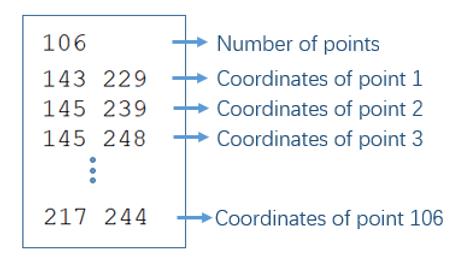 106 Number of points
143 229 Coordinates of point 1
145 239 Coordinates of point 2
145 248 Coordinates of point 3
217 244 Coordinates of point 106